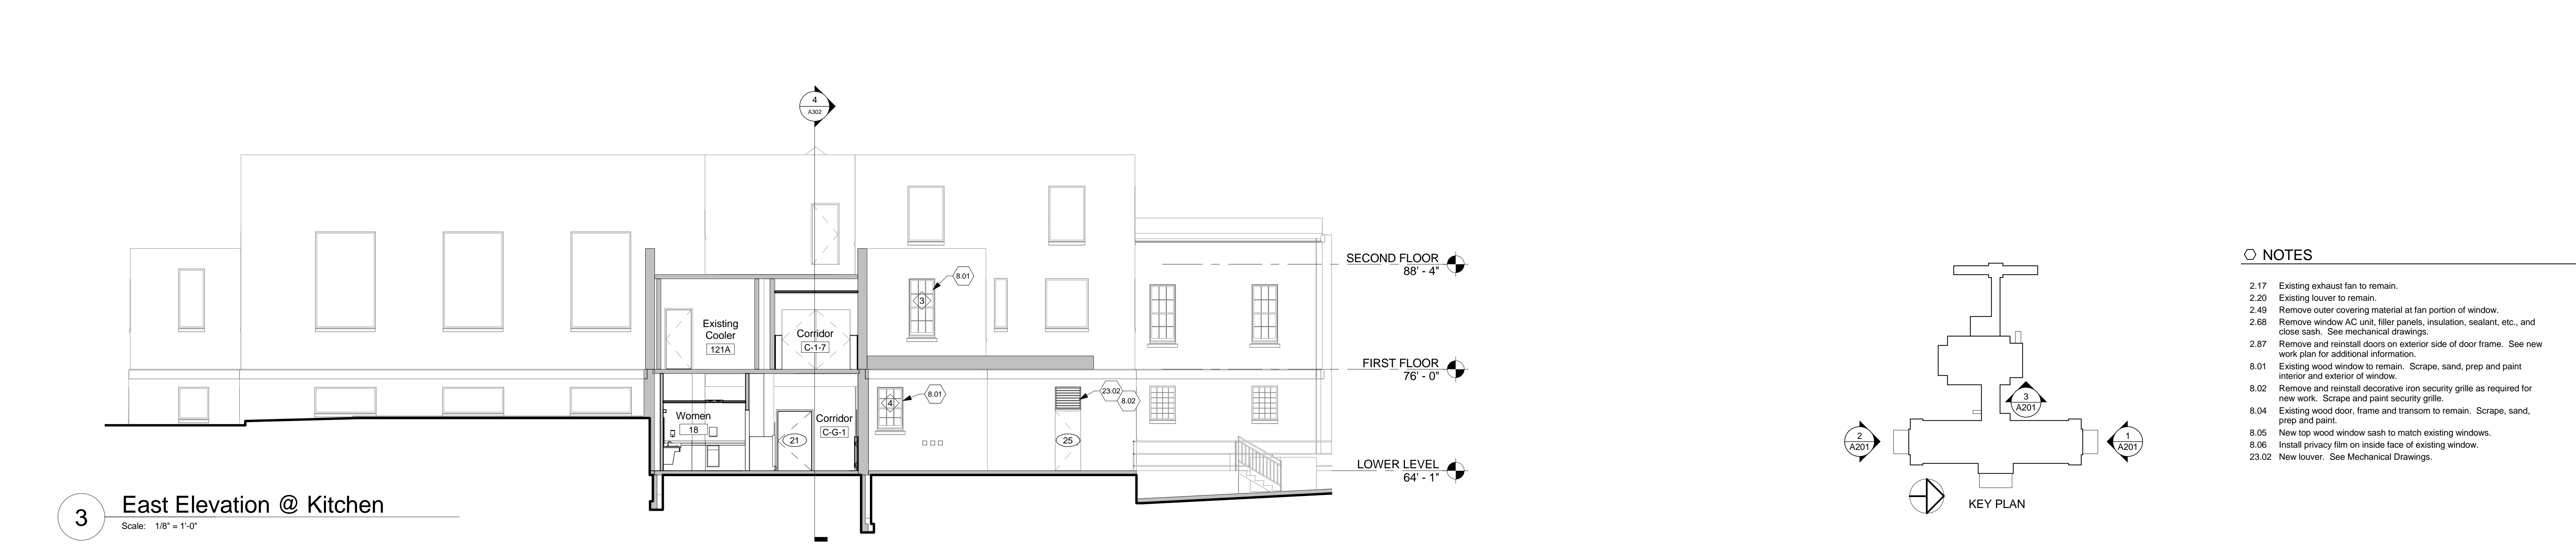 4
A302
SECOND FLOOR
88' - 4"
8.01
3
Existing
Cooler
121A
Corridor
C-1-7
FIRST FLOOR
76' - 0"
8.01
4
23.02
8.02
Women
18
Corridor
C-G-1
21
25
LOWER LEVEL
64' - 1"
3
East Elevation @ Kitchen
Scale: 1/8" = 1'-0"
3
A201
2
A201
1
A201
KEY PLAN
NOTES
2.17 Existing exhaust fan to remain.
2.20 Existing louver to remain.
2.49 Remove outer covering material at fan portion of window.
2.68 Remove window AC unit, filler panels, insulation, sealant, etc., and
close sash. See mechanical drawings.
2.87 Remove and reinstall doors on exterior side of door frame. See new
work plan for additional information.
8.01 Existing wood window to remain. Scrape, sand, prep and paint
interior and exterior of window.
8.02 Remove and reinstall decorative iron security grille as required for
new work. Scrape and paint security grille.
8.04 Existing wood door, frame and transom to remain. Scrape, sand,
prep and paint.
8.05 New top wood window sash to match existing windows.
8.06 Install privacy film on inside face of existing window.
23.02 New louver. See Mechanical Drawings.